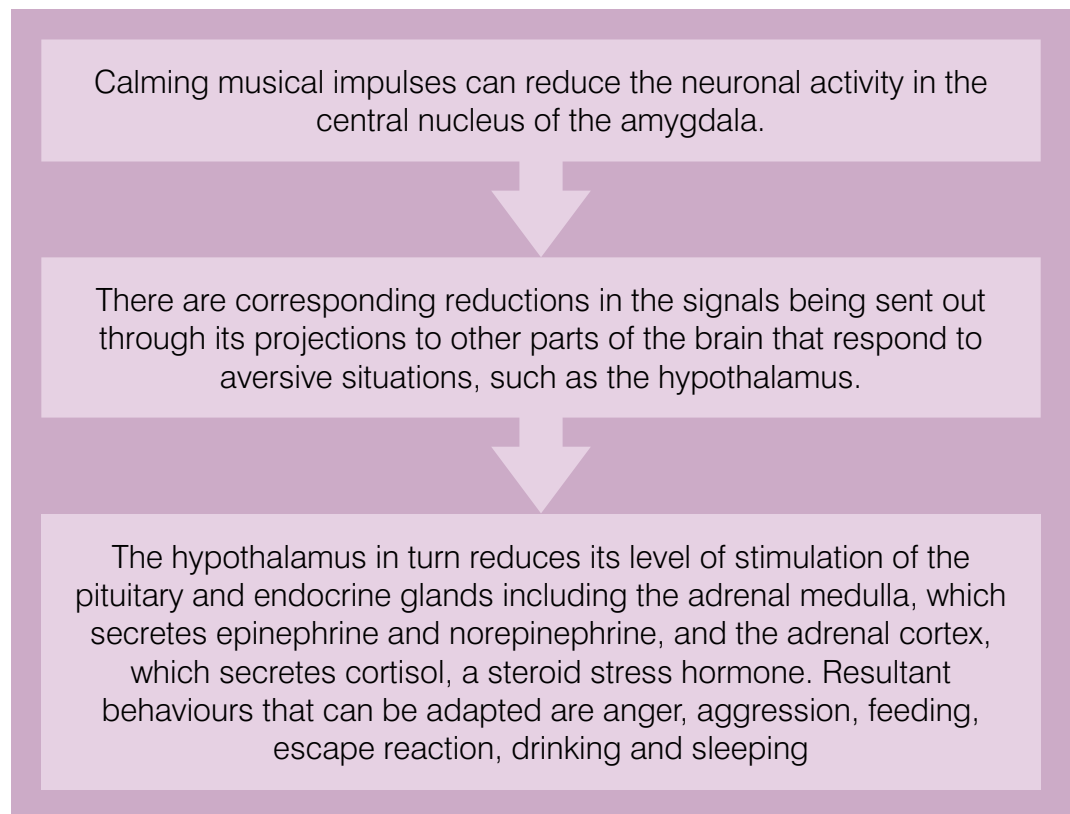 Calming musical impulses can reduce the neuronal activity in the
central nucleus of the amygdala.
There are corresponding reductions in the signals being sent out
through its projections to other parts of the brain that respond to
aversive situations, such as the hypothalamus.
The hypothalamus in turn reduces its level of stimulation of the
pituitary and endocrine glands including the adrenal medulla, which
secretes epinephrine and norepinephrine, and the adrenal cortex,
which secretes cortisol, a steroid stress hormone. Resultant
behaviours that can be adapted are anger, aggression, feeding,
escape reaction, drinking and sleeping